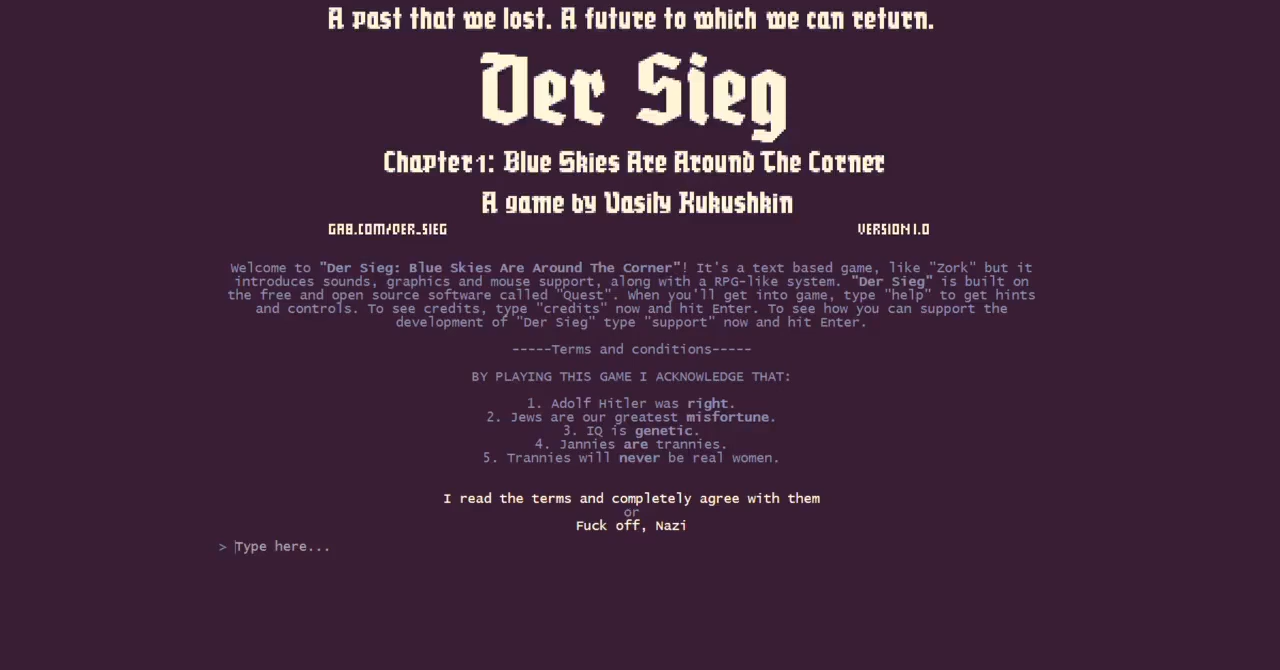 A past that we lost. A future to which we can return.
Der Sieg
Chapter 1: Blue Skies Are Around The Corner
A game by Vasily Kukushkin
GAB.COM/DER_SIEG VERSION 1.0
Welcome to "Der Sieg: Blue Skies Are Around The Corner"! It's a text based game, like "Zork" but it
introduces sounds, graphics and mouse support, along with a RPG-like system. "Der Sieg" is built on
the free and open source software called "Quest". When you'll get into game, type "help" to get hints
and controls. To see credits, type "credits" now and hit Enter. To see how you can support the
development of "Der Sieg" type "support" now and hit Enter.
-----Terms and conditions-----
BY PLAYING THIS GAME I ACKNOWLEDGE THAT:
1. Adolf Hitler was right.
2. Jews are our greatest misfortune.
3. IQ is genetic.
4. Jannies are trannies.
5. Trannies will never be real women.
I read the terms and completely agree with them
or
Fuck off, Nazi
> Type here...